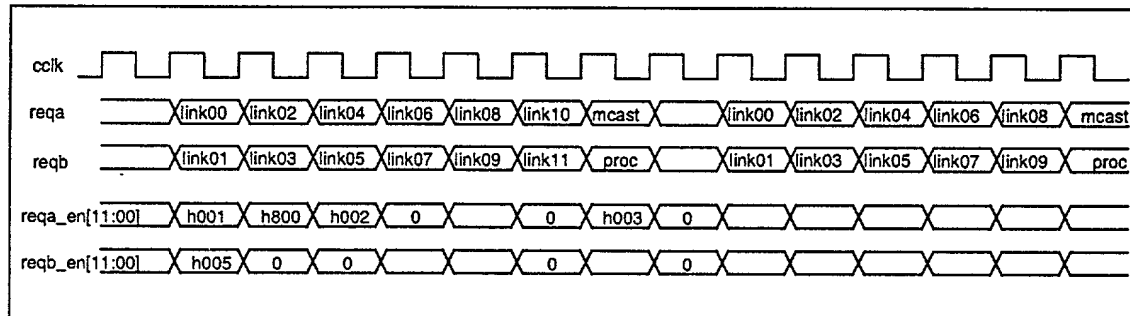 cclk
reqa link00 link02 link04 link06 link08 link10 mcast link00 link02 link04 link06 link08 mcast
reqb link01 link03 link05 link07 link09 link11 proc link01 link03 link05 link07 link09 proc
reqa_en[11:00] h001 h800 h002 0 0 h003 0
reqb_en[11:00] h005 0 0 0 0